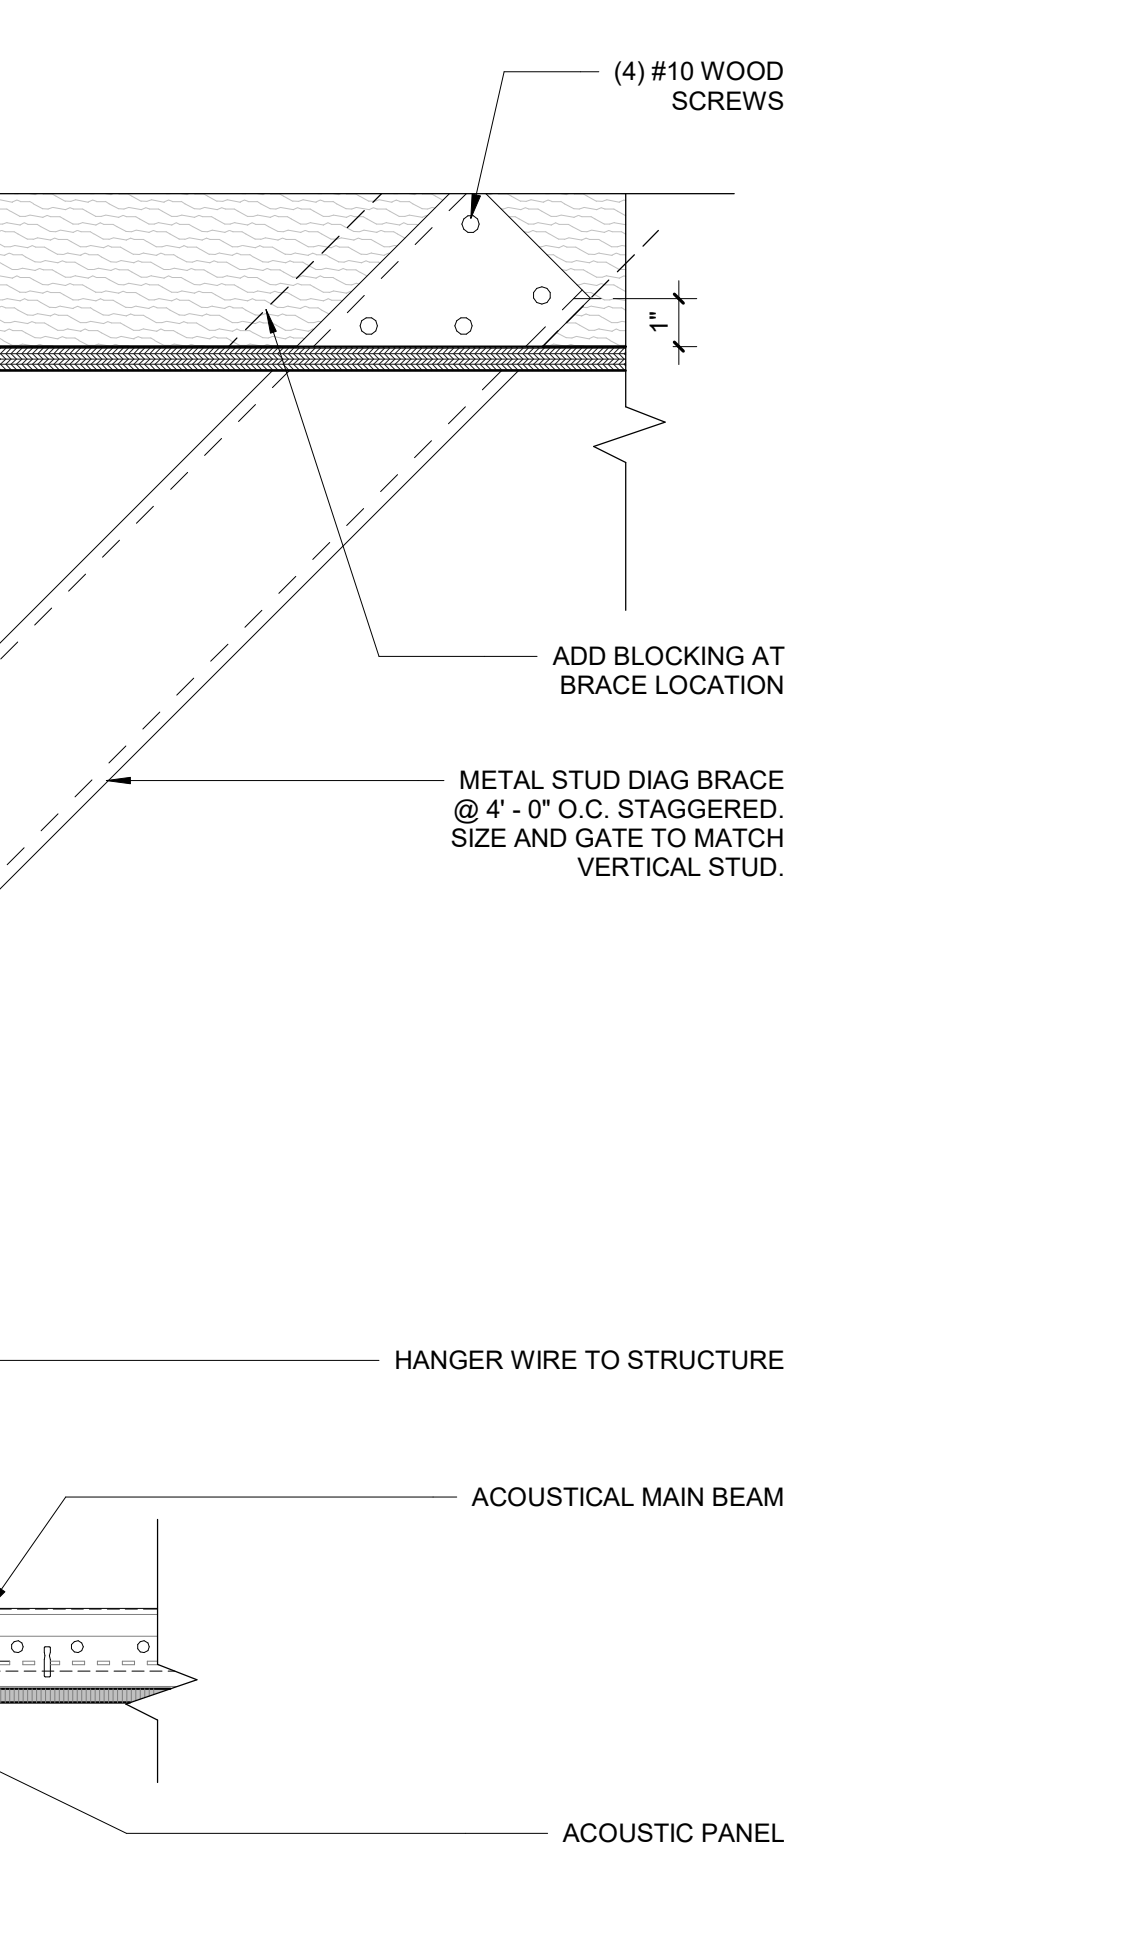 (4) #10 WOOD
SCREWS
1"
ADD BLOCKING AT
BRACE LOCATION
METAL STUD DIAG BRACE
@ 4' - 0" O.C. STAGGERED.
SIZE AND GATE TO MATCH
VERTICAL STUD.
HANGER WIRE TO STRUCTURE
ACOUSTICAL MAIN BEAM
ACOUSTIC PANEL